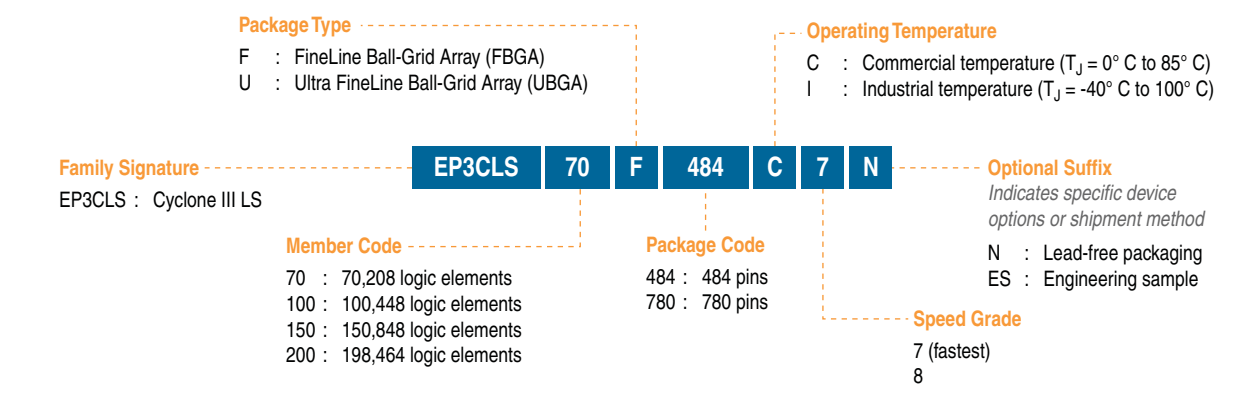 Package Type
F : FineLine Ball-Grid Array (FBGA)
U : Ultra FineLine Ball-Grid Array (UBGA)
Operating Temperature
C : Commercial temperature (TJ = 0° C to 85° C)
I : Industrial temperature (TJ = -40° C to 100° C)
Family Signature
EP3CLS : Cyclone III LS
EP3CLS 70 F 484 C 7 N
Optional Suffix
Indicates specific device
options or shipment method
N : Lead-free packaging
ES : Engineering sample
Member Code
70 : 70,208 logic elements
100 : 100,448 logic elements
150 : 150,848 logic elements
200 : 198,464 logic elements
Package Code
484 : 484 pins
780 : 780 pins
Speed Grade
7 (fastest)
8